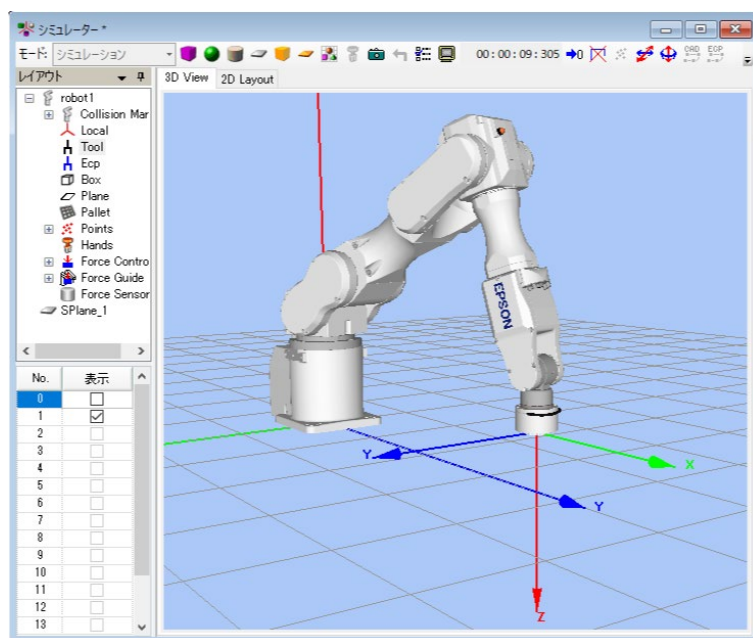 シミュレーター *
モード: シミュレーション
00:00:09:305
CAD EGP
レイアウト
3D View 2D Layout
robot1
Collision Mar
Local
Tool
Ecp
Box
Plane
Pallet
Points
Hands
Force Contro
Force Guide
Force Sensor
SPlane_1
No. 表示
0
1
2
3
4
5
6
7
8
9
10
11
12
13
EPSON
Y
X
Y
Z